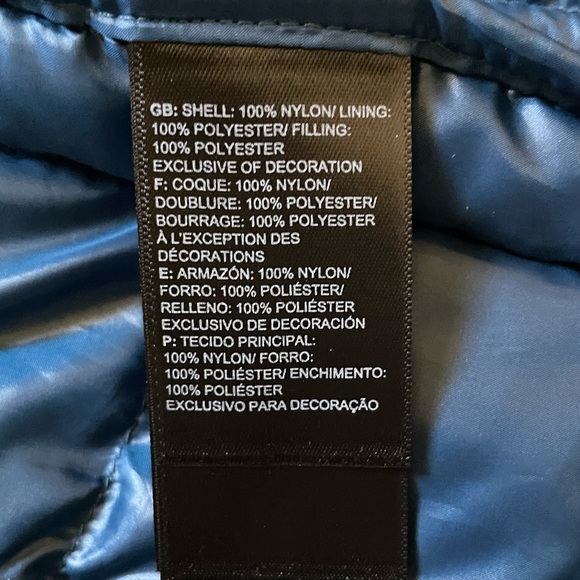 GB: SHELL: 100% NYLON/ LINING:
100% POLYESTER/ FILLING:
100% POLYESTER
EXCLUSIVE OF DECORATION
F: COQUE: 100% NYLON/
DOUBLURE: 100% POLYESTER/
BOURRAGE: 100% POLYESTER
À L'EXCEPTION DES
DÉCORATIONS
E: ARMAZÓN: 100% NYLON/
FORRO: 100% POLIÉSTER/
RELLENO: 100% POLIÉSTER
EXCLUSIVO DE DECORACIÓN
P: TECIDO PRINCIPAL:
100% NYLON/ FORRO:
100% POLIÉSTER/ ENCHIMENTO:
100% POLIÉSTER
EXCLUSIVO PARA DECORAÇÃO